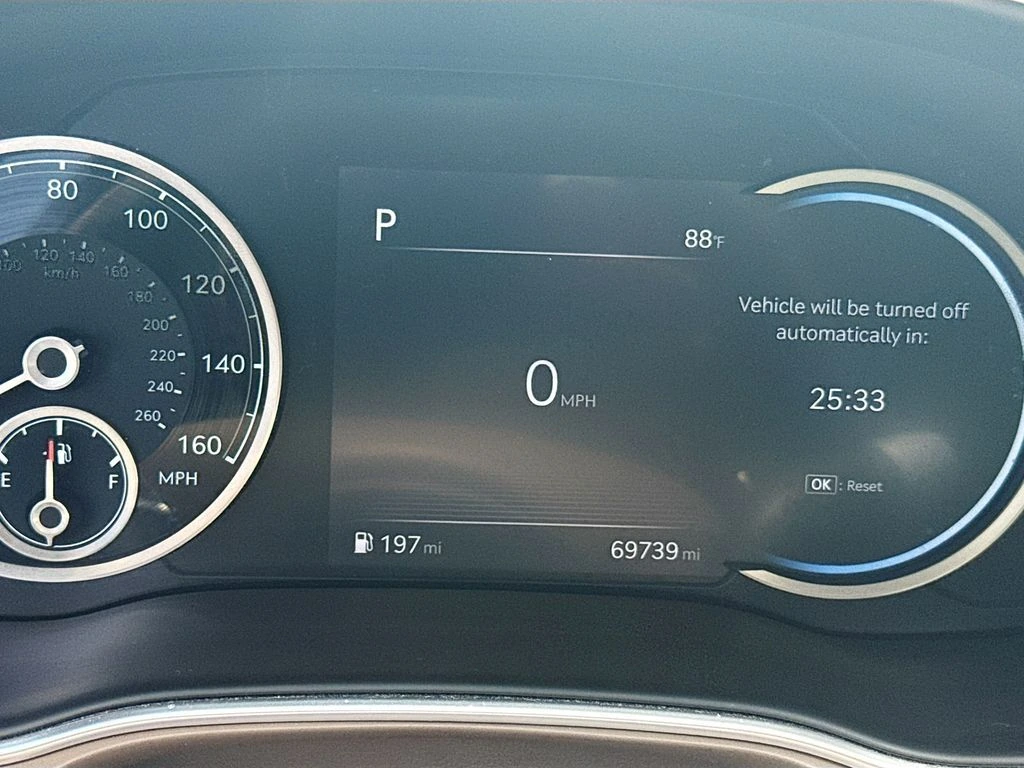 80
100
120
140
160
MPH
100
120
140
160
180
200
220
240
260
km/h
E
F
P
88°F
0 MPH
197 mi
69739 mi
Vehicle will be turned off
automatically in:
25:33
OK : Reset